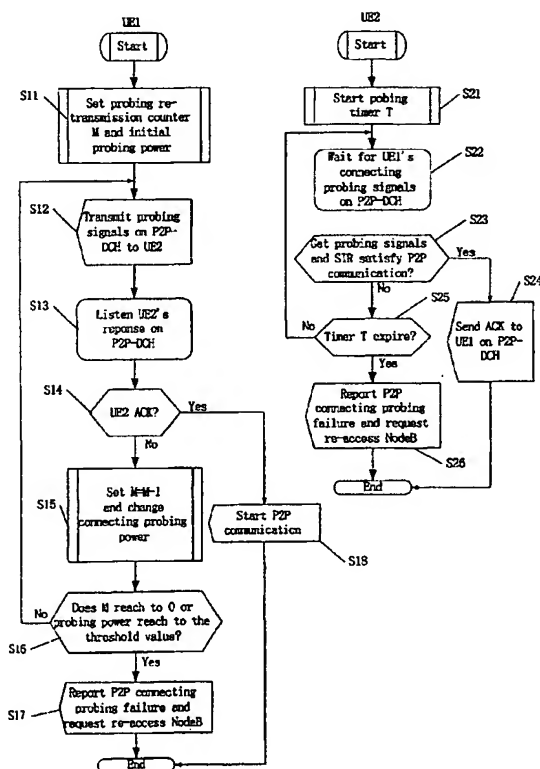 UE1
Start
S11
Set probing re-
transmission counter
M and initial
probing power
S12
Transmit probing
signals on P2P-
DCH to UE2
S13
Listen UE2's
reponse on
P2P-DCH
S14
UE2 ACK?
Yes
No
S15
Set M=M-1
and change
connecting probing
power
Start P2P
communication
S18
No
Does M reach to 0 or
probing power reach to the
threshold value?
S16
Yes
S17
Report P2P connecting
probing failure and
request re-access NodeB
End
UE2
Start
S21
Start pobing
timer T
S22
Wait for UE1's
connecting
probing signals
on P2P-DCH
S23
Get probing signals
and SIR satisfy P2P
communication?
Yes
No
S24
S25
Send ACK to
UE1 on P2P-
DCH
No
Timer T expire?
Yes
Report P2P
connecting probing
failure and request
re-access NodeB
S26
End